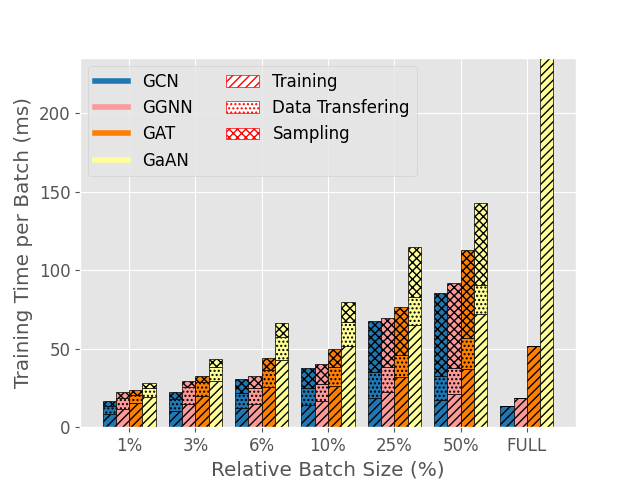 GCN
GGNN
GAT
GaAN
Training
Data Transfering
Sampling
Training Time per Batch (ms)
200
150
100
50
0
1% 3% 6% 10% 25% 50% FULL
Relative Batch Size (%)